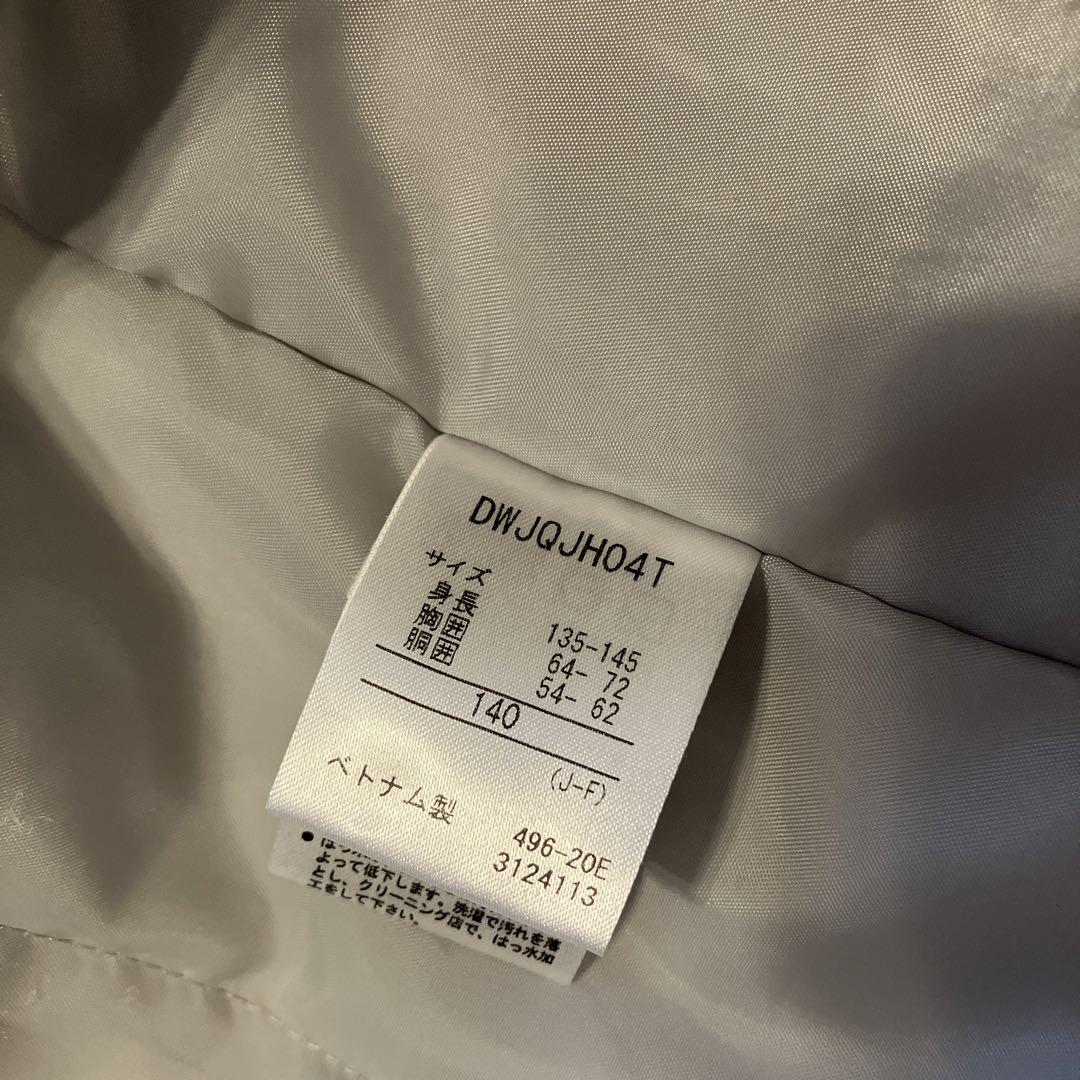 DWJQJH04T
サイズ
身長 135-145
胸囲 64- 72
胴囲 54- 62
140
(J-F)
ベトナム製
496-20E
3124113
よって低下します。洗濯で汚れを落
とし、クリーニング店で、はっ水加
工をして下さい。